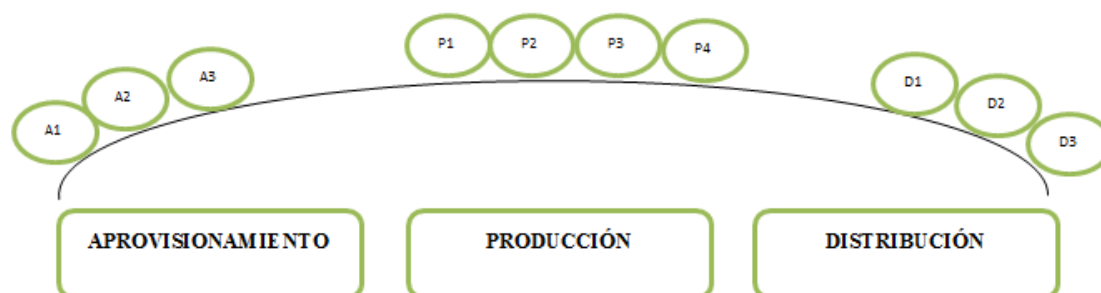 A1
A2
A3
P1
P2
P3
P4
D1
D2
D3
APROVISIONAMIENTO
PRODUCCIÓN
DISTRIBUCIÓN